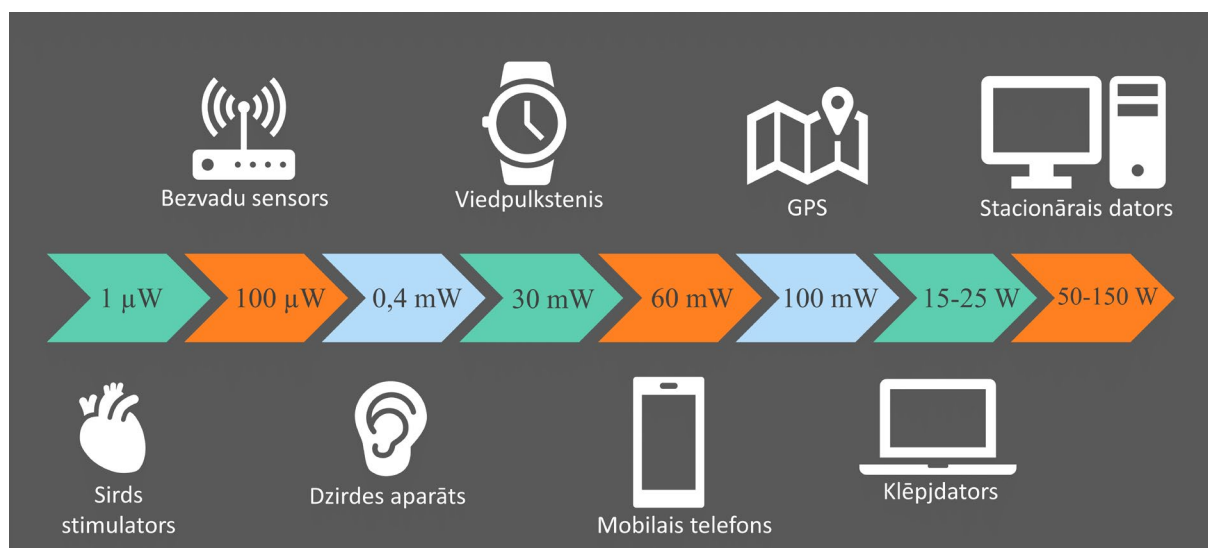 Bezvadu sensors
Viedpulkstenis
GPS
Stacionārais dators
1 µW
100 µW
0,4 mW
30 mW
60 mW
100 mW
15-25 W
50-150 W
Sirds
stimulators
Dzirdes aparāts
Mobilais telefons
Klēpjdators